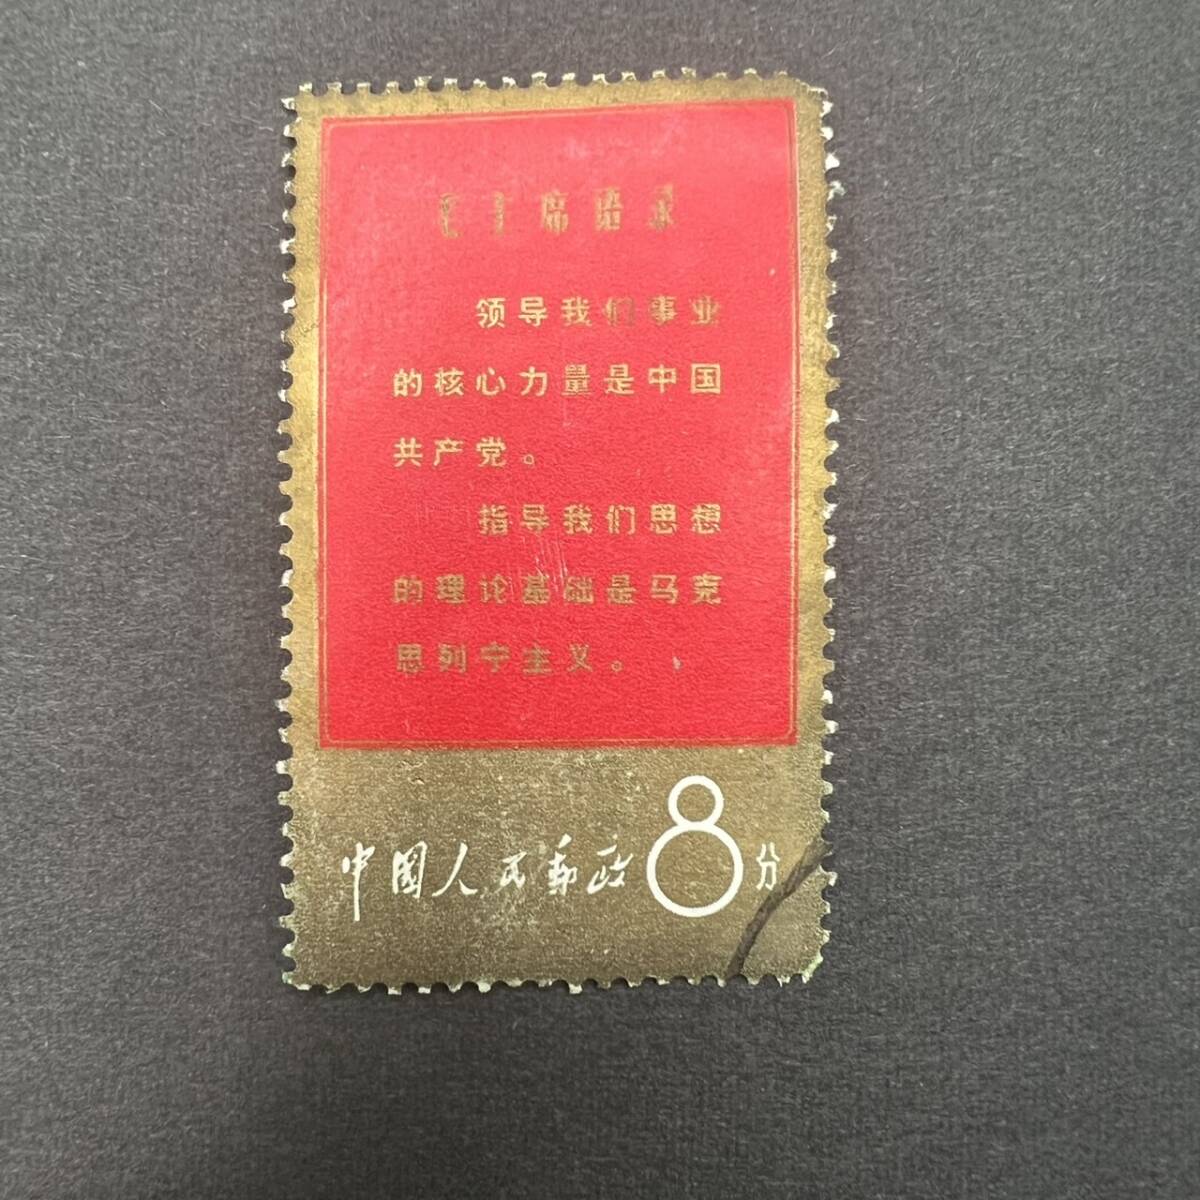 毛主席语录
领导我们事业
的核心力量是中国
共产党。
指导我们思想
的理论基础是马克
思列宁主义。
中国人民邮政 8分